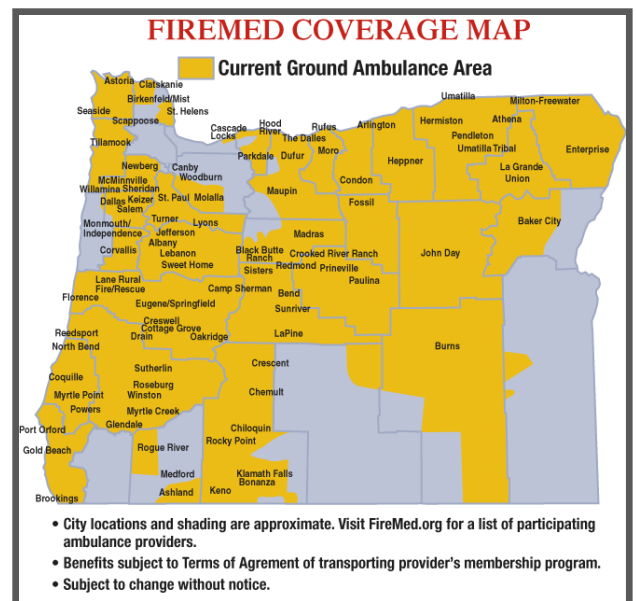 FIREMED COVERAGE MAP
Current Ground Ambulance Area
Astoria
Clatskanie
Birkenfeld/Mist
Seaside
St. Helens
Scappoose
Tillamook
Cascade
Locks
Hood
River
The Dalles
Rufus
Arlington
Umatilla
Milton-Freewater
Hermiston
Athena
Pendleton
Umatilla Tribal
Enterprise
Parkdale
Dufur
Moro
Heppner
La Grande
Union
Newberg
Canby
Woodburn
McMinnville
Willamina Sheridan
Dallas
Keizer
Salem
St. Paul
Molalla
Maupin
Condon
Fossil
Baker City
Monmouth/
Independence
Turner
Lyons
Jefferson
Albany
Corvallis
Lebanon
Sweet Home
Madras
Black Butte
Ranch
Crooked River Ranch
Sisters
Redmond
Prineville
John Day
Paulina
Lane Rural
Fire/Rescue
Florence
Camp Sherman
Bend
Eugene/Springfield
Sunriver
Creswell
Cottage Grove
Drain
Oakridge
LaPine
Reedsport
North Bend
Burns
Crescent
Sutherlin
Coquille
Roseburg
Winston
Myrtle Point
Chemult
Powers
Myrtle Creek
Port Orford
Glendale
Chiloquin
Gold Beach
Rogue River
Rocky Point
Medford
Klamath Falls
Bonanza
Brookings
Ashland
Keno
• City locations and shading are approximate. Visit FireMed.org for a list of participating
ambulance providers.
• Benefits subject to Terms of Agrement of transporting provider's membership program.
• Subject to change without notice.